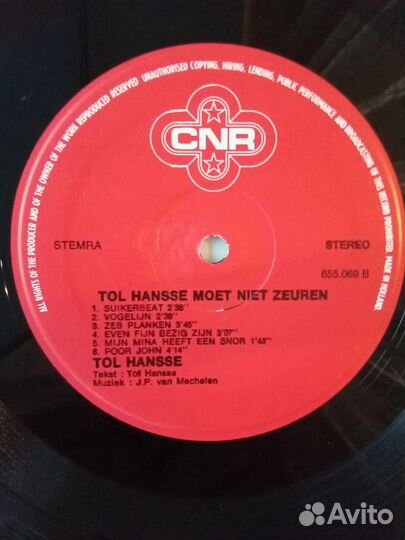 ALL RIGHTS OF THE PRODUCER AND OF THE OWNER OF THE WORK REPRODUCED RESERVED UNAUTHORISED COPYING, HIRING, LENDING, PUBLIC PERFORMANCE AND BROADCASTING OF THIS RECORD PROHIBITED MADE IN HOLLAND.
CNR
STEMRA STEREO
655.069 B
TOL HANSSE MOET NIET ZEUREN
1. SUIKERBEAT 2'38''
2. VOGELIJN 2'38''
3. ZES PLANKEN 3'45''
4. EVEN FIJN BEZIG ZIJN 3'07''
5. MIJN MINA HEEFT EEN SNOR 1'48''
6. POOR JOHN 4'14''
TOL HANSSE
Tekst : Tol Hansse
Muziek : J.P. van Mechelen
Avito